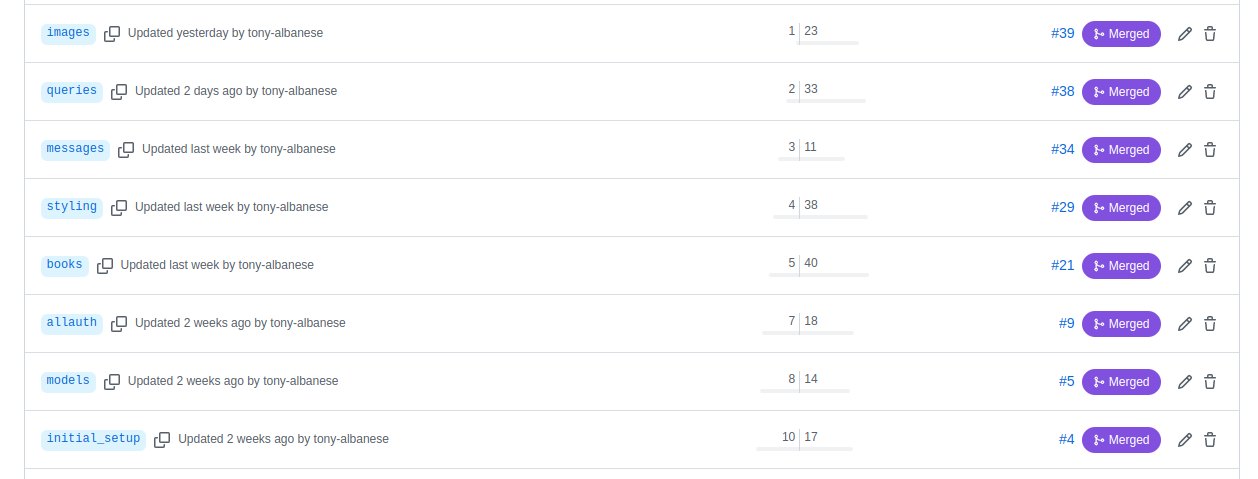 images Updated yesterday by tony-albanese 1 23 #39 Merged
queries Updated 2 days ago by tony-albanese 2 33 #38 Merged
messages Updated last week by tony-albanese 3 11 #34 Merged
styling Updated last week by tony-albanese 4 38 #29 Merged
books Updated last week by tony-albanese 5 40 #21 Merged
allauth Updated 2 weeks ago by tony-albanese 7 18 #9 Merged
models Updated 2 weeks ago by tony-albanese 8 14 #5 Merged
initial_setup Updated 2 weeks ago by tony-albanese 10 17 #4 Merged